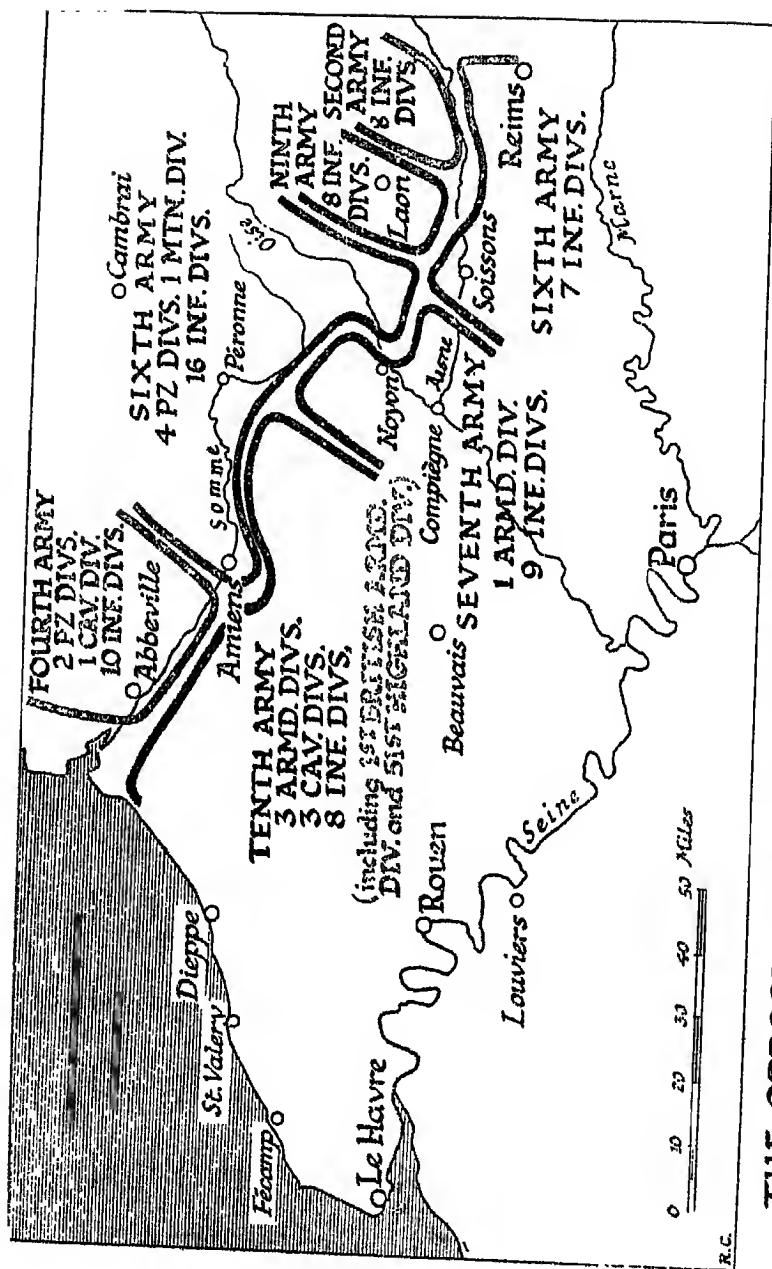 FOURTH ARMY
2 PZ DIVS.
1 CAV. DIV.
10 INF. DIVS.
Abbeville
Amiens
Somme
Péronne
Cambrai
SIXTH ARMY
4 PZ DIVS. 1 MTN. DIV.
16 INF. DIVS.
Oise
NINTH
ARMY
8 INF.
DIVS.
Laon
SECOND
ARMY
8 INF.
DIVS.
Reims
Soissons
Aisne
Noyon
Compiègne
SIXTH ARMY
7 INF. DIVS.
Marne
SEVENTH ARMY
1 ARMD. DIV.
9 INF. DIVS.
TENTH ARMY
3 ARMD. DIVS.
3 CAV. DIVS.
8 INF. DIVS.
(including 1ST BRITISH ARMD.
DIV. and 51ST HIGHLAND DIV.)
Beauvais
Paris
Dieppe
St. Valery
Fécamp
Le Havre
Rouen
Louviers
Seine
0 10 20 30 40 50 Miles
R.C.
THE